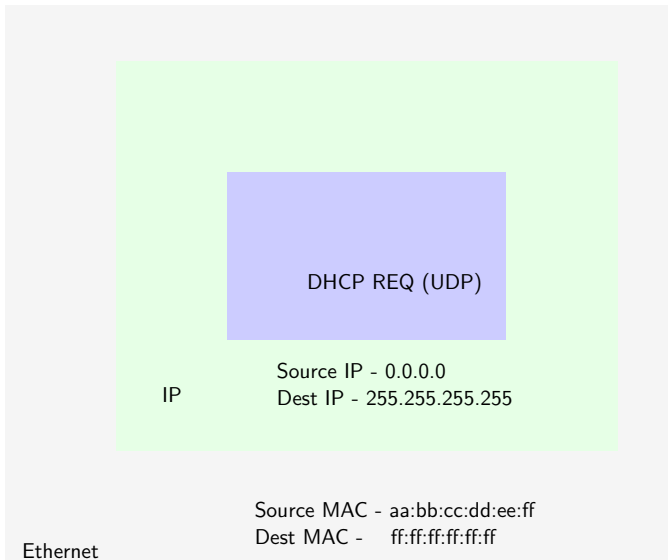 DHCP REQ (UDP)
Source IP - 0.0.0.0
IP
Dest IP - 255.255.255.255
Source MAC - aa:bb:cc:dd:ee:ff
Dest MAC - ff:ff:ff:ff:ff:ff
Ethernet